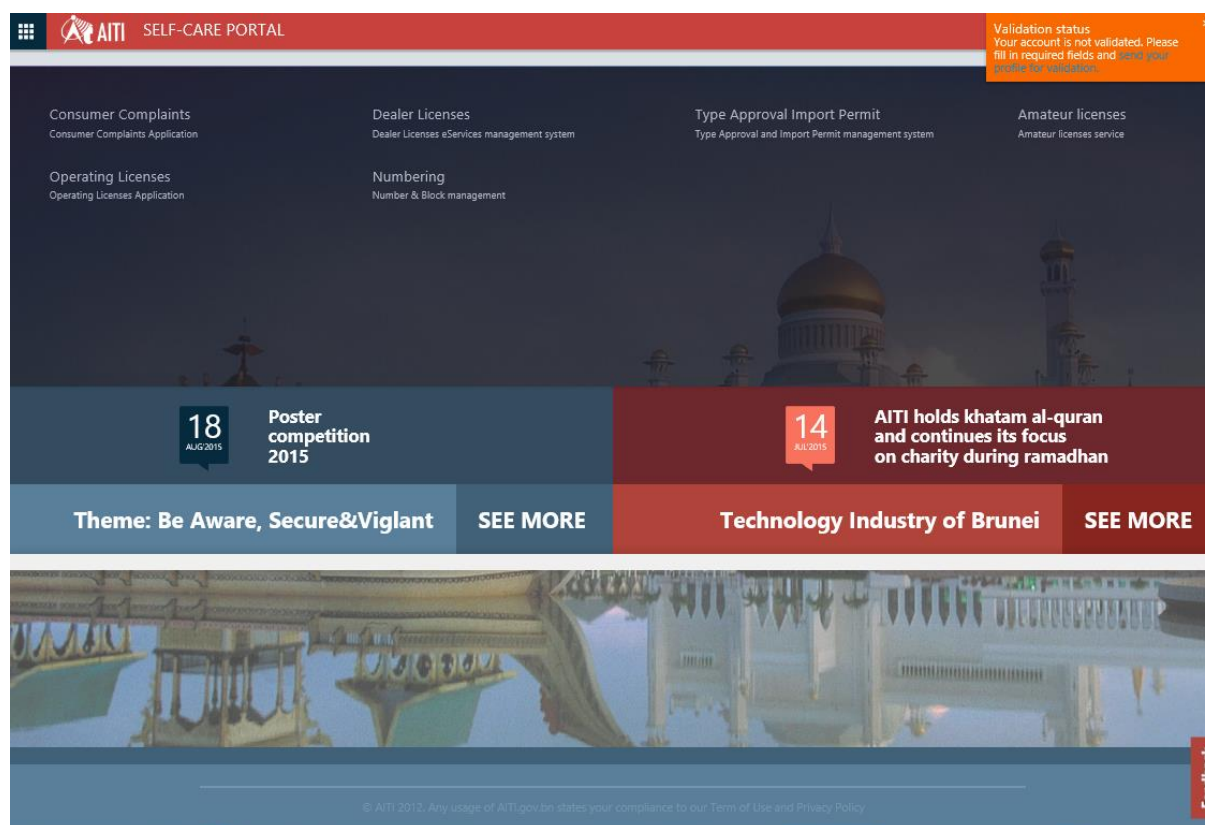 AITI SELF-CARE PORTAL
Validation status
Your account is not validated. Please
fill in required fields and send your
profile for validation.
Consumer Complaints
Consumer Complaints Application
Dealer Licenses
Dealer Licenses eServices management system
Type Approval Import Permit
Type Approval and Import Permit management system
Amateur licenses
Amateur licenses service
Operating Licenses
Operating Licenses Application
Numbering
Number & Block management
18
AUG'2015
Poster
competition
2015
14
JUL'2015
AITI holds khatam al-quran
and continues its focus
on charity during ramadhan
Theme: Be Aware, Secure&Viglant
SEE MORE
Technology Industry of Brunei
SEE MORE
© AITI 2012. Any usage of AITI.gov.bn states your compliance to our Term of Use and Privacy Policy